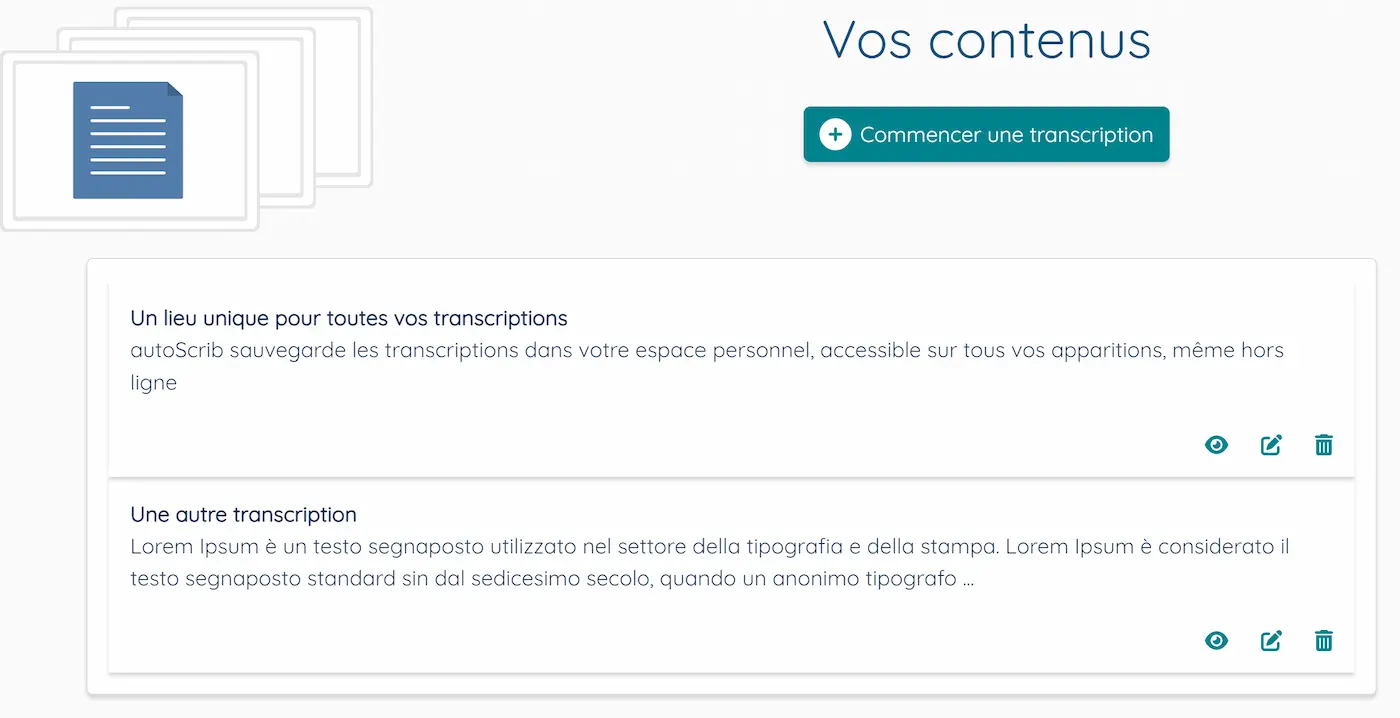 Vos contenus
Commencer une transcription
Un lieu unique pour toutes vos transcriptions
autoScrib sauvegarde les transcriptions dans votre espace personnel, accessible sur tous vos apparitions, même hors
ligne
Une autre transcription
Lorem Ipsum è un testo segnaposto utilizzato nel settore della tipografia e della stampa. Lorem Ipsum è considerato il
testo segnaposto standard sin dal sedicesimo secolo, quando un anonimo tipografo ...